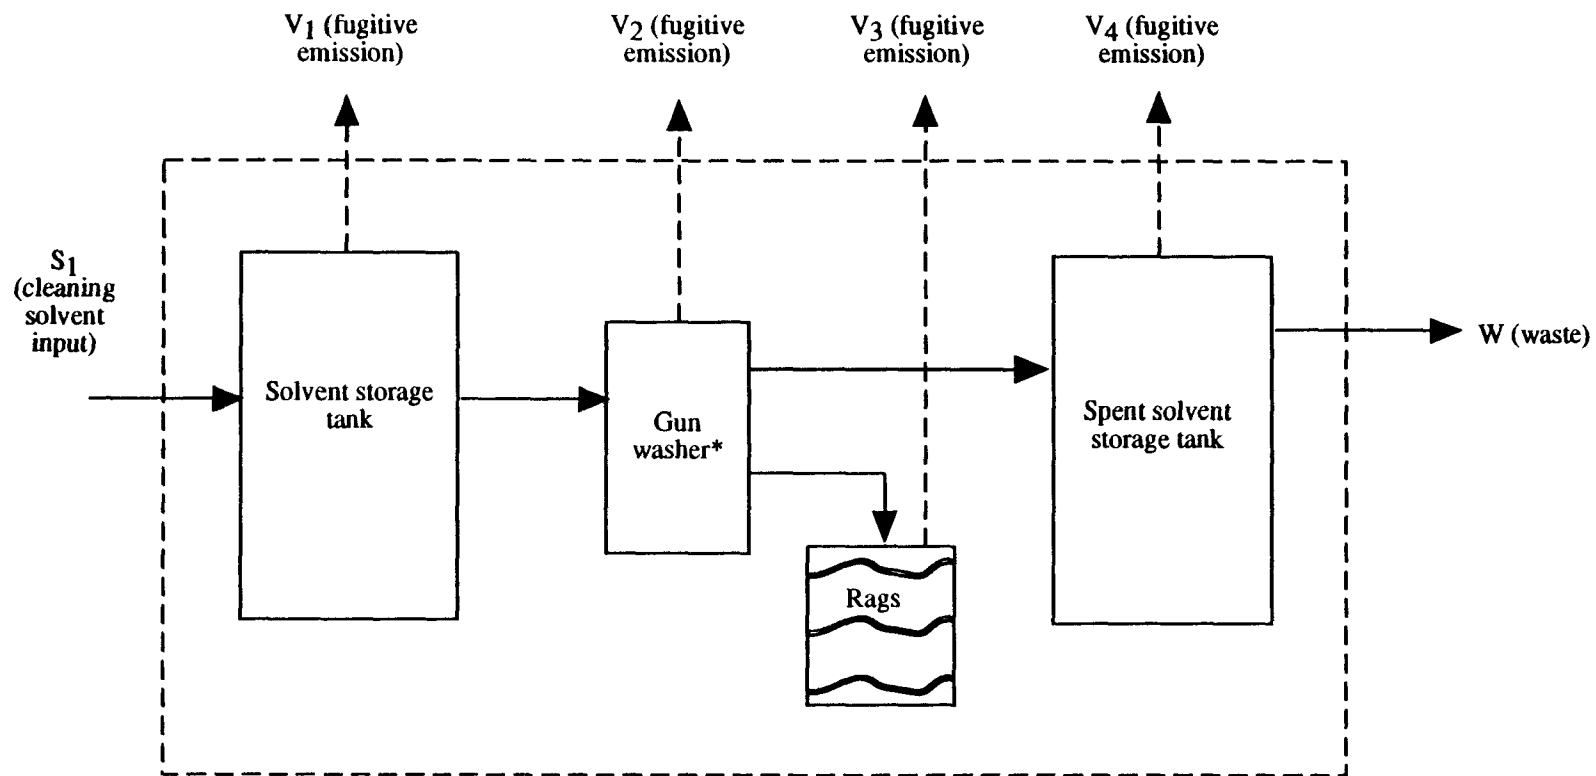 V1 (fugitive
emission)
V2 (fugitive
emission)
V3 (fugitive
emission)
V4 (fugitive
emission)
S1
(cleaning
solvent
input)
Solvent storage
tank
Gun
washer*
Rags
Spent solvent
storage tank
W (waste)